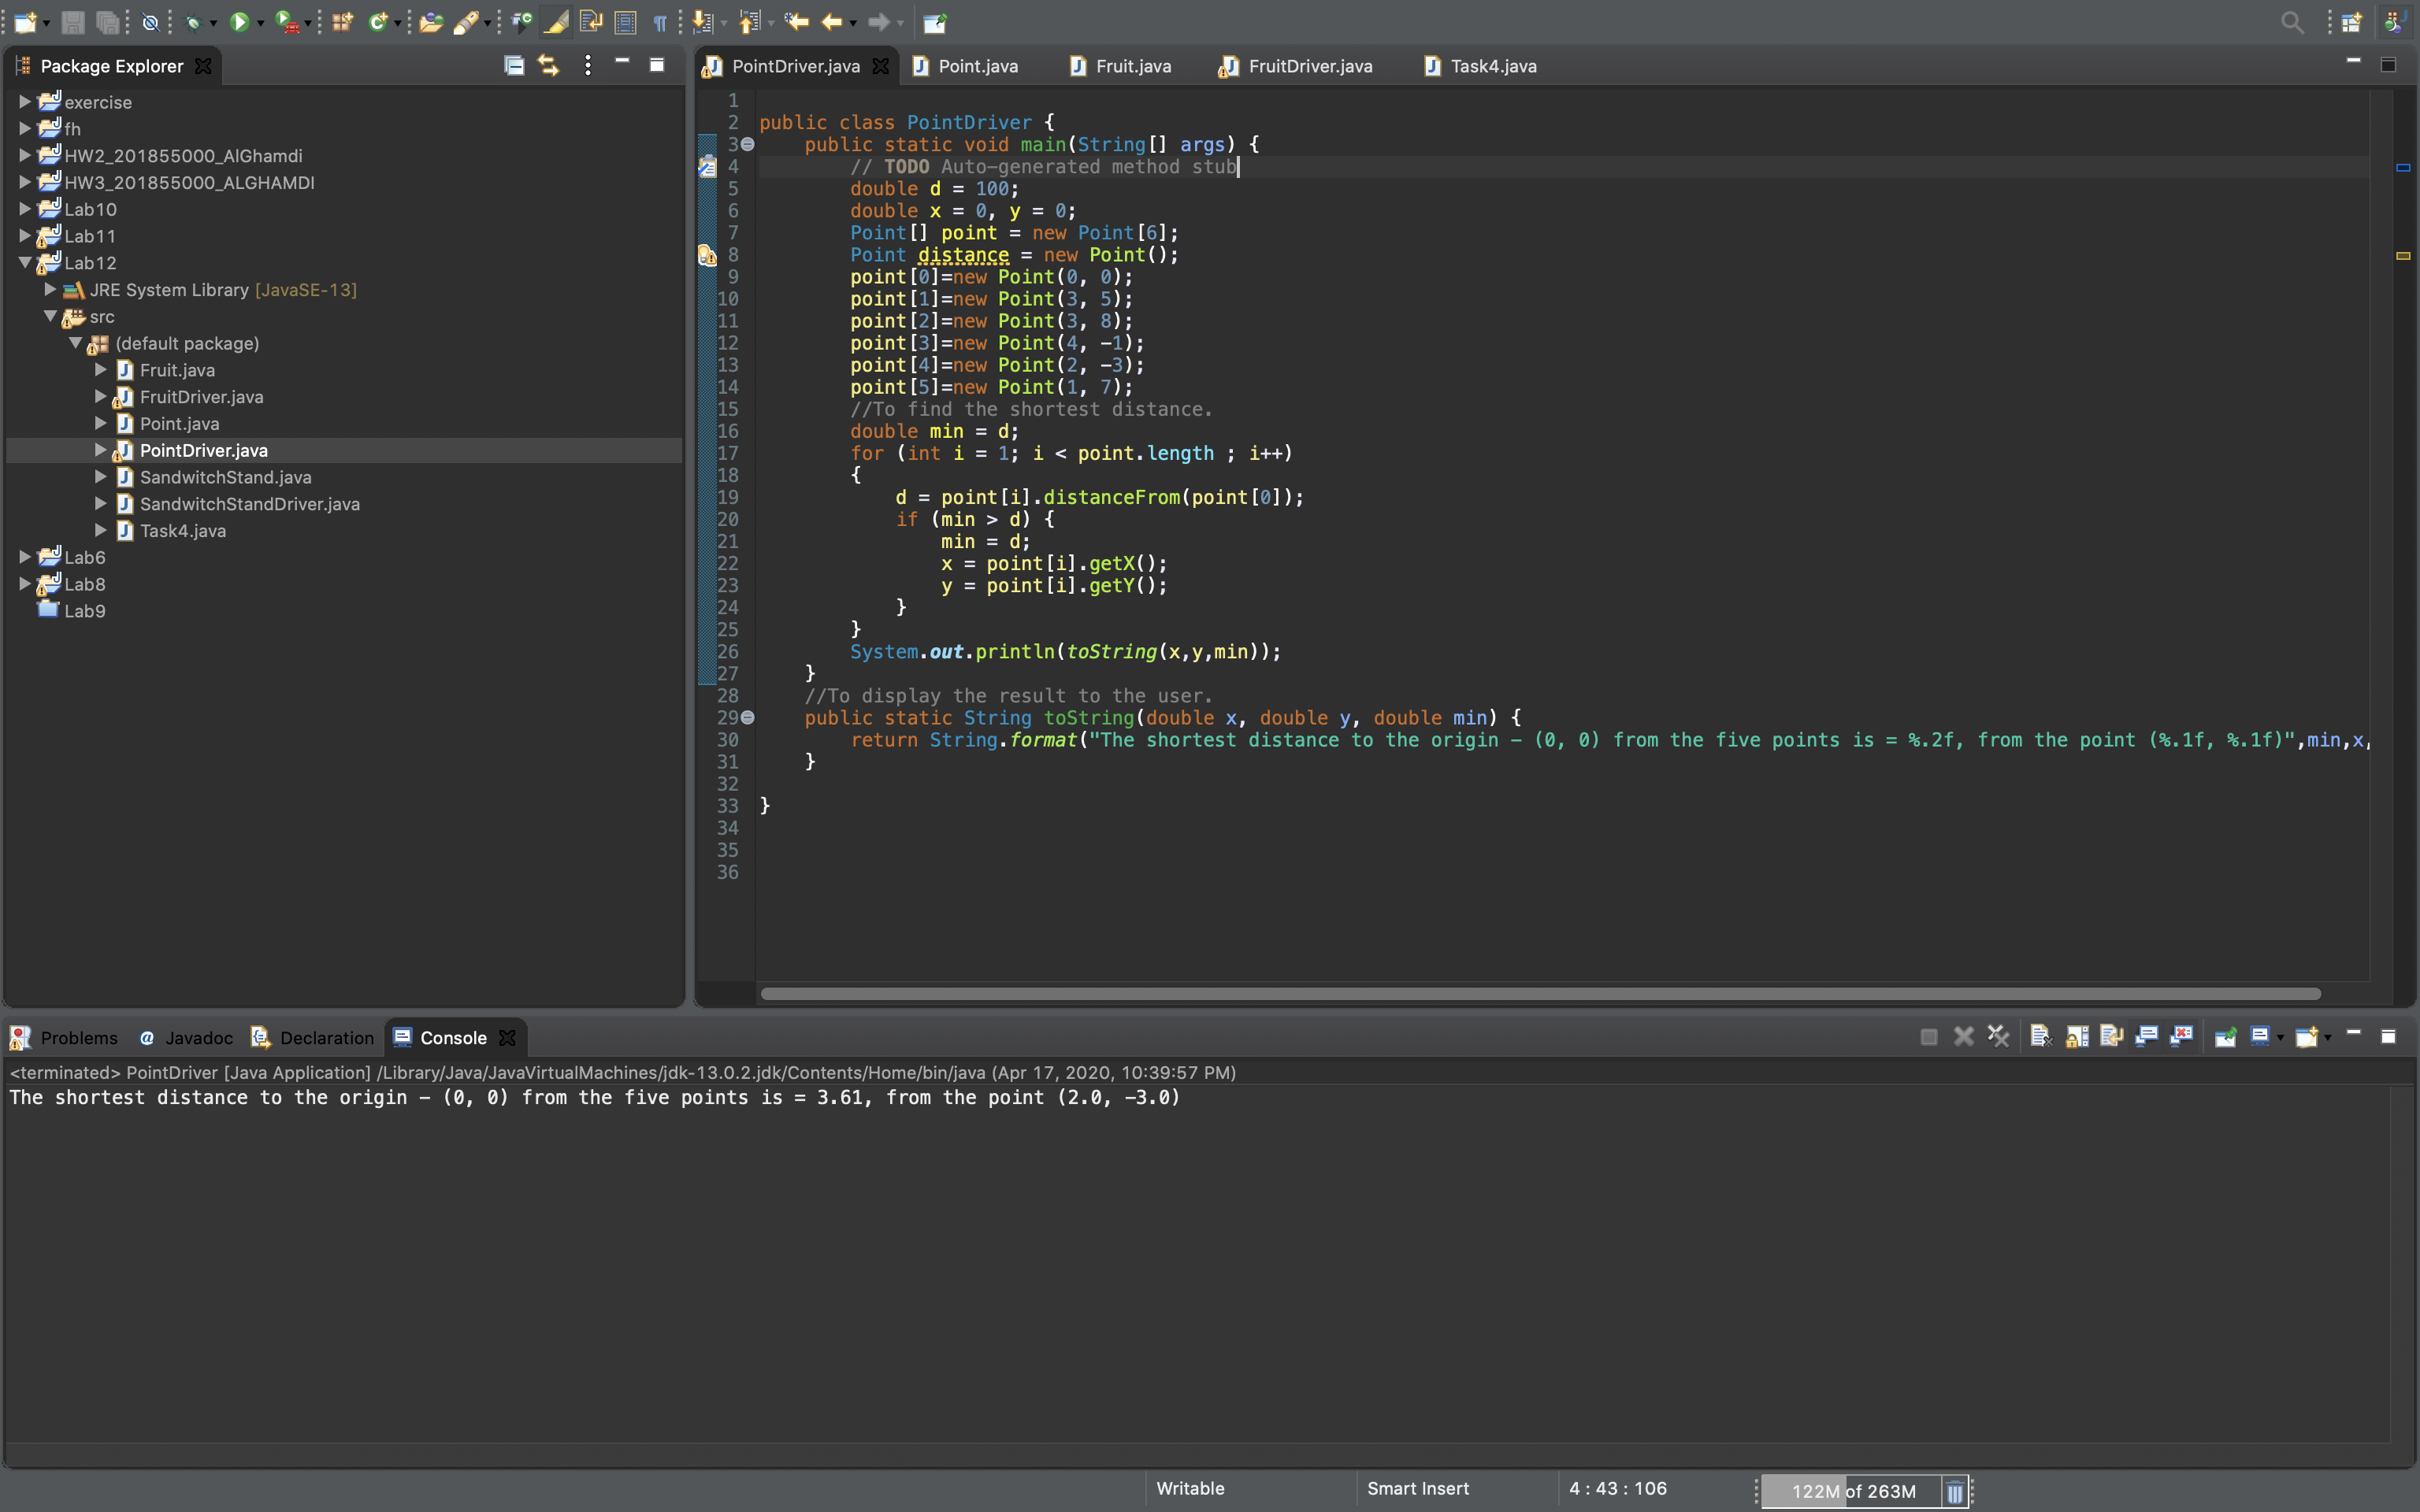 Package Explorer
exercise
fh
HW2_201855000_AlGhamdi
HW3_201855000_ALGHAMDI
Lab10
Lab11
Lab12
JRE System Library [JavaSE-13]
src
(default package)
Fruit.java
FruitDriver.java
Point.java
PointDriver.java
SandwitchStand.java
SandwitchStandDriver.java
Task4.java
Lab6
Lab8
Lab9
PointDriver.java Point.java Fruit.java FruitDriver.java Task4.java
1
2 public class PointDriver {
3 public static void main(String[] args) {
4 // TODO Auto-generated method stub
5 double d = 100;
6 double x = 0, y = 0;
7 Point[] point = new Point[6];
8 Point distance = new Point();
9 point[0]=new Point(0, 0);
10 point[1]=new Point(3, 5);
11 point[2]=new Point(3, 8);
12 point[3]=new Point(4, -1);
13 point[4]=new Point(2, -3);
14 point[5]=new Point(1, 7);
15 //To find the shortest distance.
16 double min = d;
17 for (int i = 1; i < point.length ; i++)
18 {
19 d = point[i].distanceFrom(point[0]);
20 if (min > d) {
21 min = d;
22 x = point[i].getX();
23 y = point[i].getY();
24 }
25 }
26 System.out.println(toString(x,y,min));
27 }
28 //To display the result to the user.
29 public static String toString(double x, double y, double min) {
30 return String.format("The shortest distance to the origin - (0, 0) from the five points is = %.2f, from the point (%.1f, %.1f)",min,x,
31 }
32
33 }
34
35
36
Problems @ Javadoc Declaration Console
<terminated> PointDriver [Java Application] /Library/Java/JavaVirtualMachines/jdk-13.0.2.jdk/Contents/Home/bin/java (Apr 17, 2020, 10:39:57 PM)
The shortest distance to the origin - (0, 0) from the five points is = 3.61, from the point (2.0, -3.0)
Writable Smart Insert 4 : 43 : 106 122M of 263M